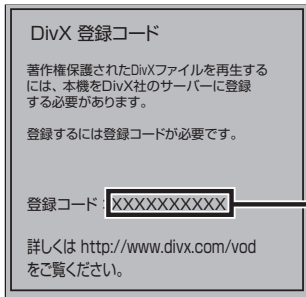 DivX 登録コード
著作権保護されたDivXファイルを再生する
には、本機をDivX社のサーバーに登録
する必要があります。
登録するには登録コードが必要です。
登録コード:XXXXXXXXXX
詳しくは http://www.divx.com/vod
をご覧ください。